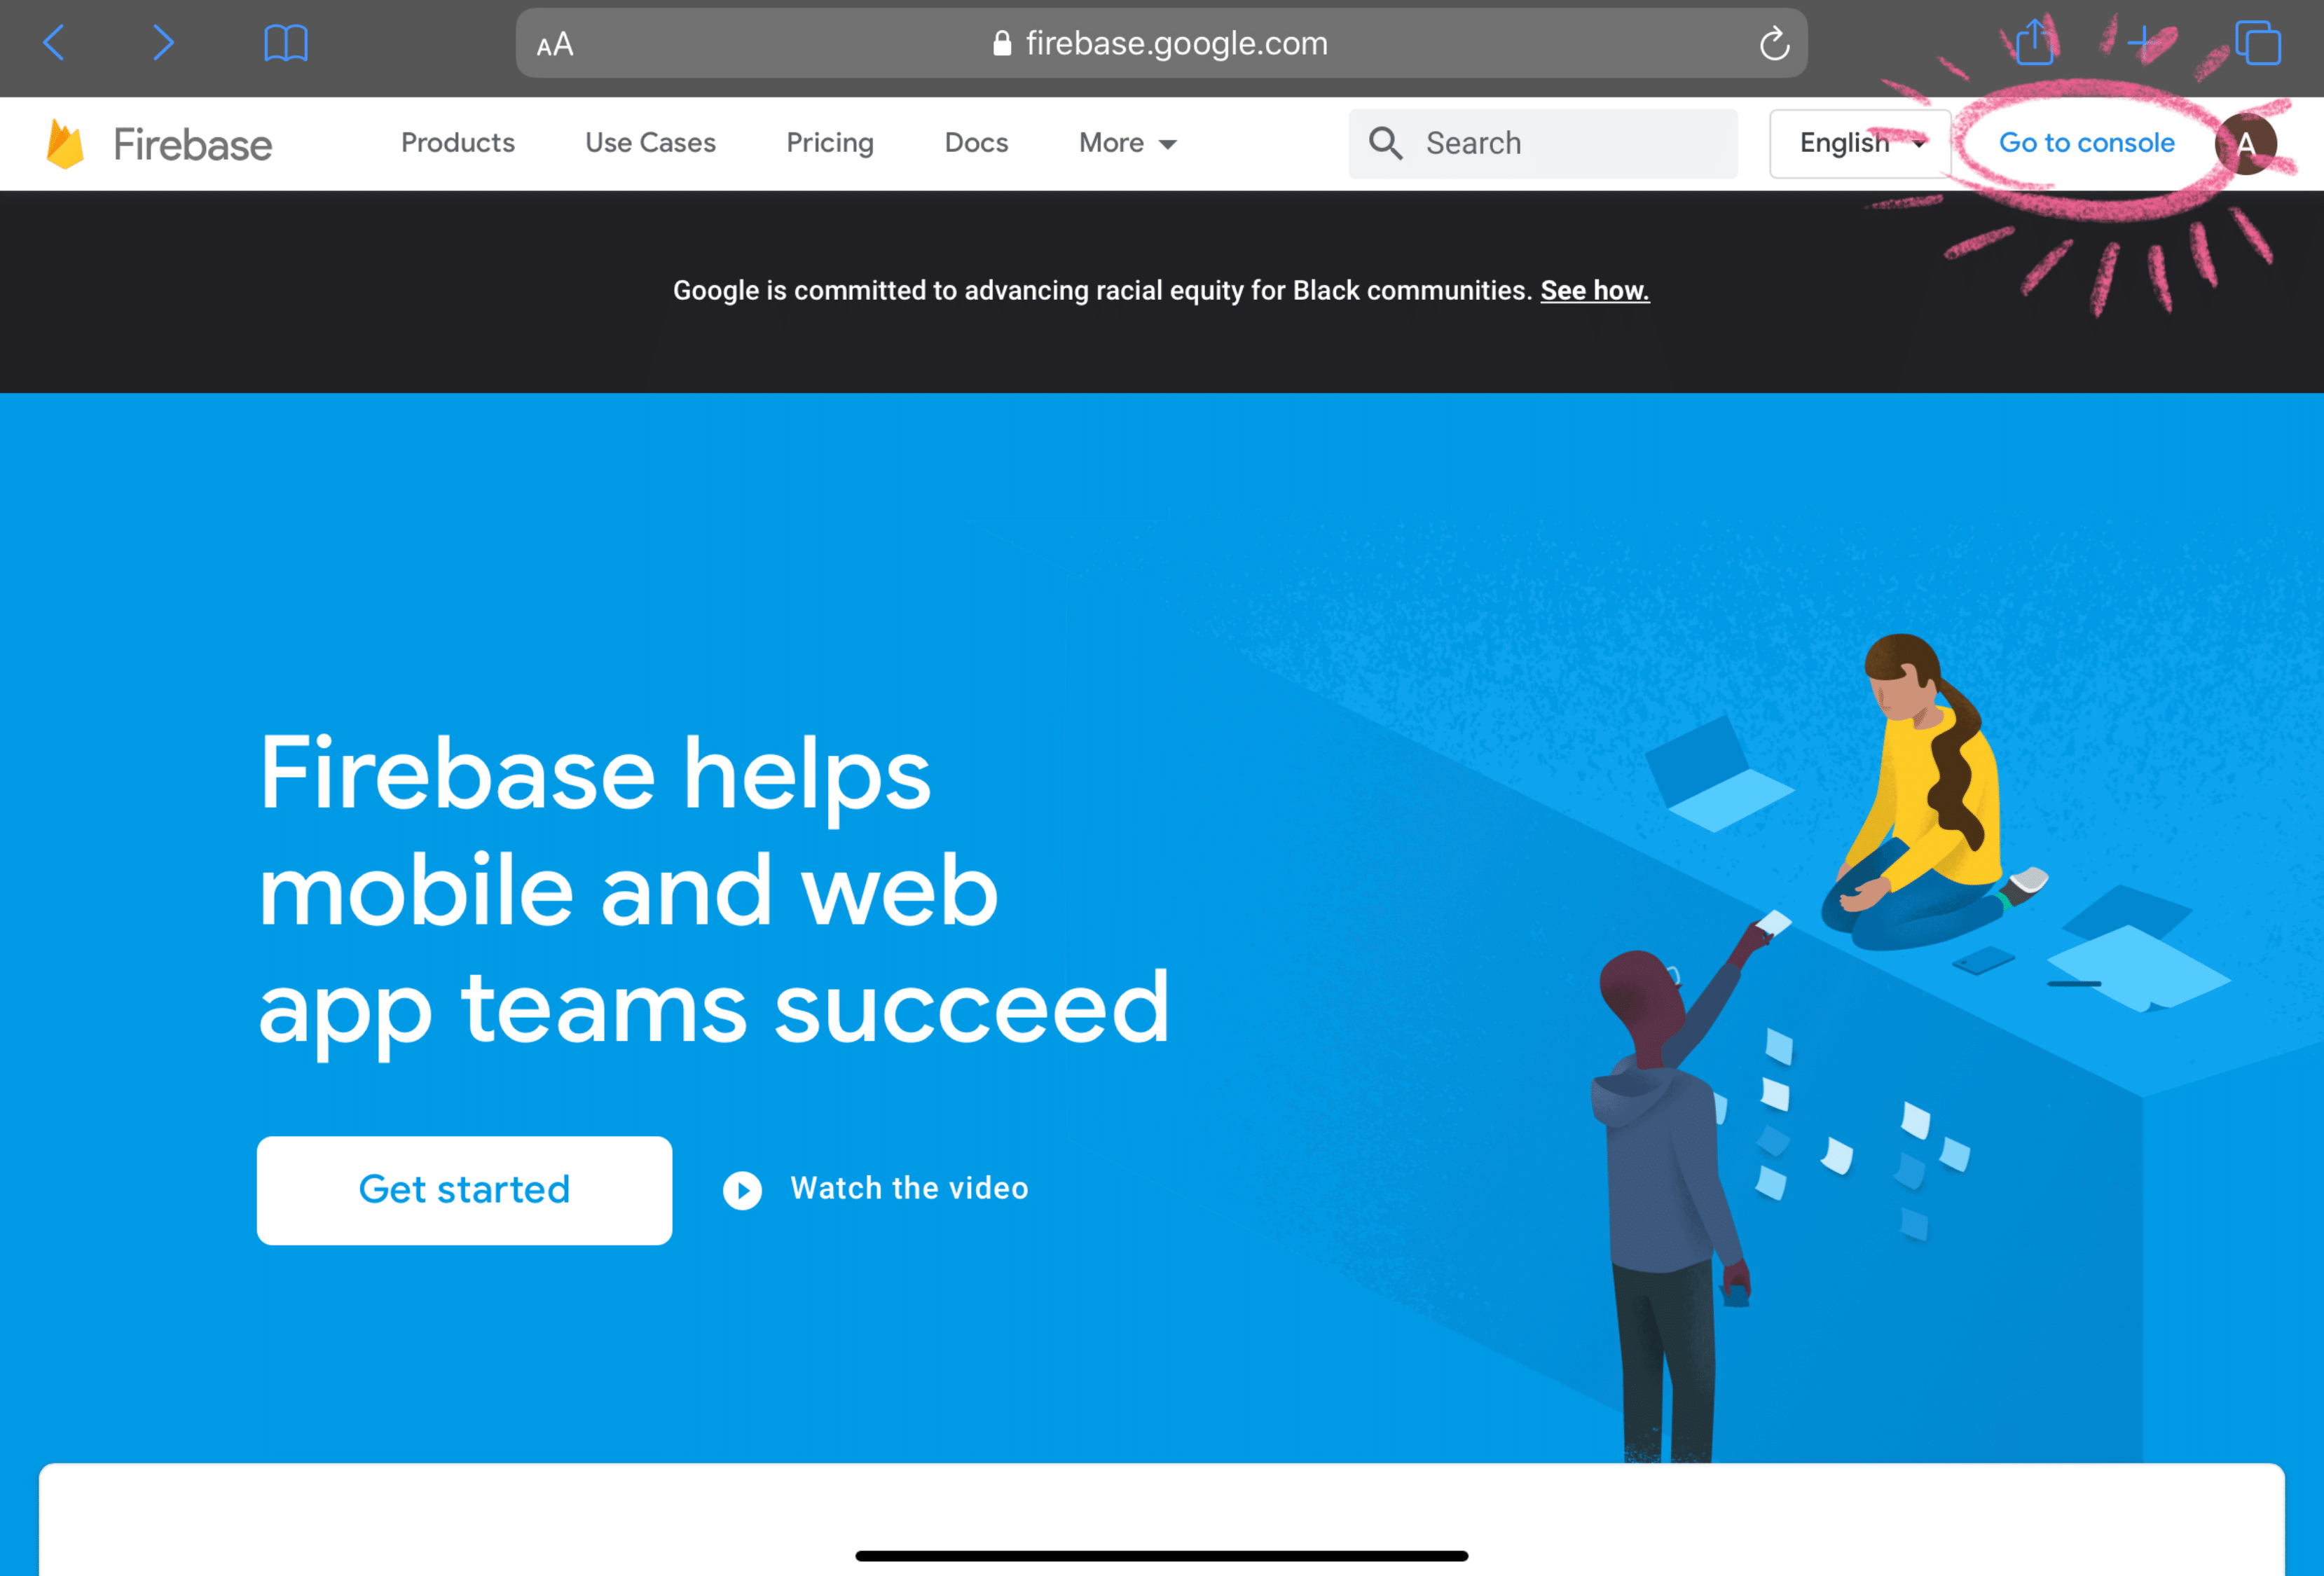 AA firebase.google.com
Firebase Products Use Cases Pricing Docs More Search English Go to console A
Google is committed to advancing racial equity for Black communities. See how.
Firebase helps
mobile and web
app teams succeed
Get started Watch the video